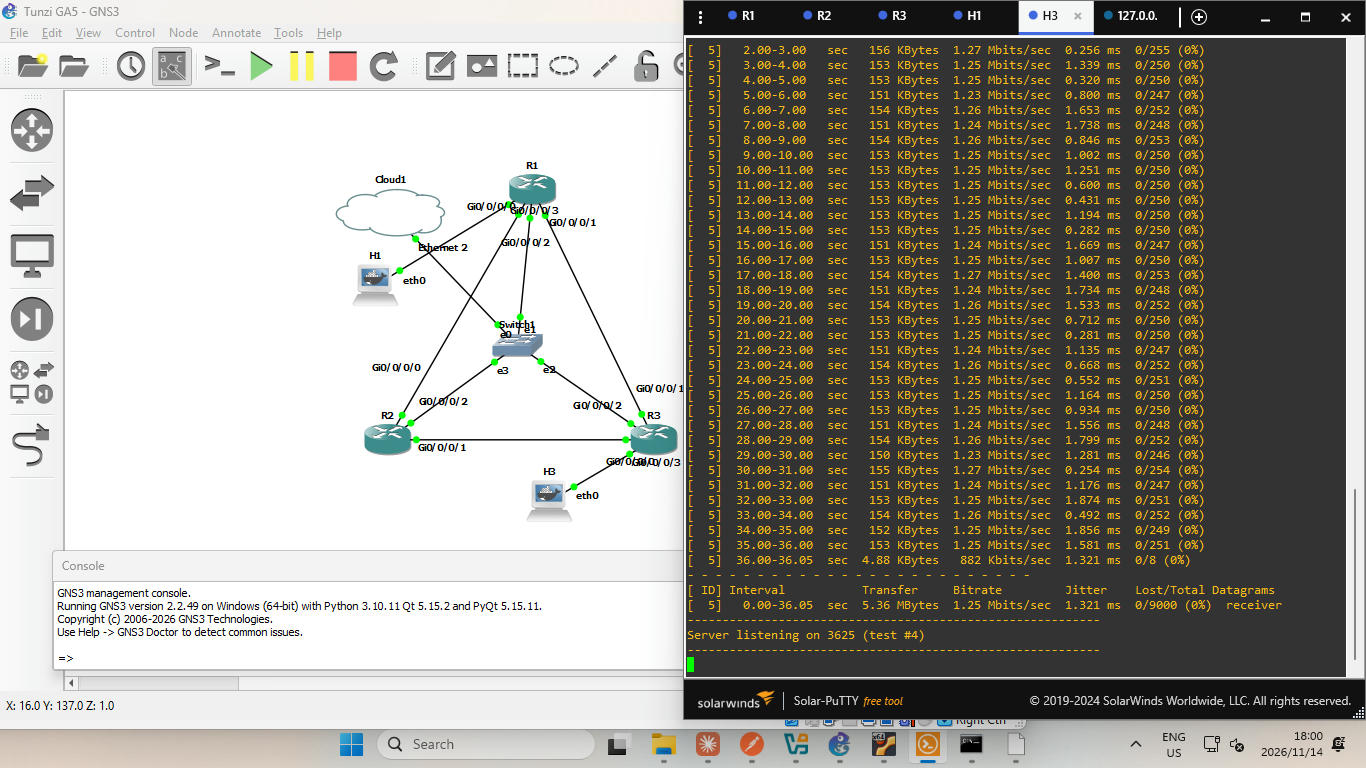 Tunzi GA5 - GNS3
File Edit View Control Node Annotate Tools Help
R1 R2 R3 H1 H3 127.0.0.
R1
Cloud1
Gi0/0/0/0 Gi0/0/0/3
Gi0/0/0/1
Gi0/0/0/2
Ethernet 2
H1
eth0
Switch1
e0 e1
e3 e2
Gi0/0/0/0
Gi0/0/0/1
Gi0/0/0/2
Gi0/0/0/2
R2
R3
Gi0/0/0/1
Gi0/0/0/3
H3
eth0
Console
GNS3 management console.
Running GNS3 version 2.2.49 on Windows (64-bit) with Python 3.10.11 Qt 5.15.2 and PyQt 5.15.11.
Copyright (c) 2006-2026 GNS3 Technologies.
Use Help -> GNS3 Doctor to detect common issues.
=>
X: 16.0 Y: 137.0 Z: 1.0
[ 5] 2.00-3.00 sec 156 KBytes 1.27 Mbits/sec 0.256 ms 0/255 (0%)
[ 5] 3.00-4.00 sec 153 KBytes 1.25 Mbits/sec 1.339 ms 0/250 (0%)
[ 5] 4.00-5.00 sec 153 KBytes 1.25 Mbits/sec 0.320 ms 0/250 (0%)
[ 5] 5.00-6.00 sec 151 KBytes 1.23 Mbits/sec 0.800 ms 0/247 (0%)
[ 5] 6.00-7.00 sec 154 KBytes 1.26 Mbits/sec 1.653 ms 0/252 (0%)
[ 5] 7.00-8.00 sec 151 KBytes 1.24 Mbits/sec 1.738 ms 0/248 (0%)
[ 5] 8.00-9.00 sec 154 KBytes 1.26 Mbits/sec 0.846 ms 0/253 (0%)
[ 5] 9.00-10.00 sec 153 KBytes 1.25 Mbits/sec 1.002 ms 0/250 (0%)
[ 5] 10.00-11.00 sec 153 KBytes 1.25 Mbits/sec 1.251 ms 0/250 (0%)
[ 5] 11.00-12.00 sec 153 KBytes 1.25 Mbits/sec 0.600 ms 0/250 (0%)
[ 5] 12.00-13.00 sec 153 KBytes 1.25 Mbits/sec 0.431 ms 0/250 (0%)
[ 5] 13.00-14.00 sec 153 KBytes 1.25 Mbits/sec 1.194 ms 0/250 (0%)
[ 5] 14.00-15.00 sec 153 KBytes 1.25 Mbits/sec 0.282 ms 0/250 (0%)
[ 5] 15.00-16.00 sec 151 KBytes 1.24 Mbits/sec 1.669 ms 0/247 (0%)
[ 5] 16.00-17.00 sec 153 KBytes 1.25 Mbits/sec 1.007 ms 0/250 (0%)
[ 5] 17.00-18.00 sec 154 KBytes 1.27 Mbits/sec 1.400 ms 0/253 (0%)
[ 5] 18.00-19.00 sec 151 KBytes 1.24 Mbits/sec 1.734 ms 0/248 (0%)
[ 5] 19.00-20.00 sec 154 KBytes 1.26 Mbits/sec 1.533 ms 0/252 (0%)
[ 5] 20.00-21.00 sec 153 KBytes 1.25 Mbits/sec 0.712 ms 0/250 (0%)
[ 5] 21.00-22.00 sec 153 KBytes 1.25 Mbits/sec 0.281 ms 0/250 (0%)
[ 5] 22.00-23.00 sec 151 KBytes 1.24 Mbits/sec 1.135 ms 0/247 (0%)
[ 5] 23.00-24.00 sec 154 KBytes 1.26 Mbits/sec 0.668 ms 0/252 (0%)
[ 5] 24.00-25.00 sec 153 KBytes 1.25 Mbits/sec 0.552 ms 0/251 (0%)
[ 5] 25.00-26.00 sec 153 KBytes 1.25 Mbits/sec 1.164 ms 0/250 (0%)
[ 5] 26.00-27.00 sec 153 KBytes 1.25 Mbits/sec 0.934 ms 0/250 (0%)
[ 5] 27.00-28.00 sec 151 KBytes 1.24 Mbits/sec 1.556 ms 0/248 (0%)
[ 5] 28.00-29.00 sec 154 KBytes 1.26 Mbits/sec 1.799 ms 0/252 (0%)
[ 5] 29.00-30.00 sec 150 KBytes 1.23 Mbits/sec 1.281 ms 0/246 (0%)
[ 5] 30.00-31.00 sec 155 KBytes 1.27 Mbits/sec 0.254 ms 0/254 (0%)
[ 5] 31.00-32.00 sec 151 KBytes 1.24 Mbits/sec 1.176 ms 0/247 (0%)
[ 5] 32.00-33.00 sec 153 KBytes 1.25 Mbits/sec 1.874 ms 0/251 (0%)
[ 5] 33.00-34.00 sec 154 KBytes 1.26 Mbits/sec 0.492 ms 0/252 (0%)
[ 5] 34.00-35.00 sec 152 KBytes 1.25 Mbits/sec 1.856 ms 0/249 (0%)
[ 5] 35.00-36.00 sec 153 KBytes 1.25 Mbits/sec 1.581 ms 0/251 (0%)
[ 5] 36.00-36.05 sec 4.88 KBytes 882 Kbits/sec 1.321 ms 0/8 (0%)
- - - - - - - - - - - - - - - - - - - - - - - - -
[ ID] Interval Transfer Bitrate Jitter Lost/Total Datagrams
[ 5] 0.00-36.05 sec 5.36 MBytes 1.25 Mbits/sec 1.321 ms 0/9000 (0%) receiver
-----------------------------------------------------------
Server listening on 3625 (test #4)
-----------------------------------------------------------
solarwinds Solar-PuTTY free tool © 2019-2024 SolarWinds Worldwide, LLC. All rights reserved.
Right Ctrl
Search
ENG
US
18:00
2026/11/14